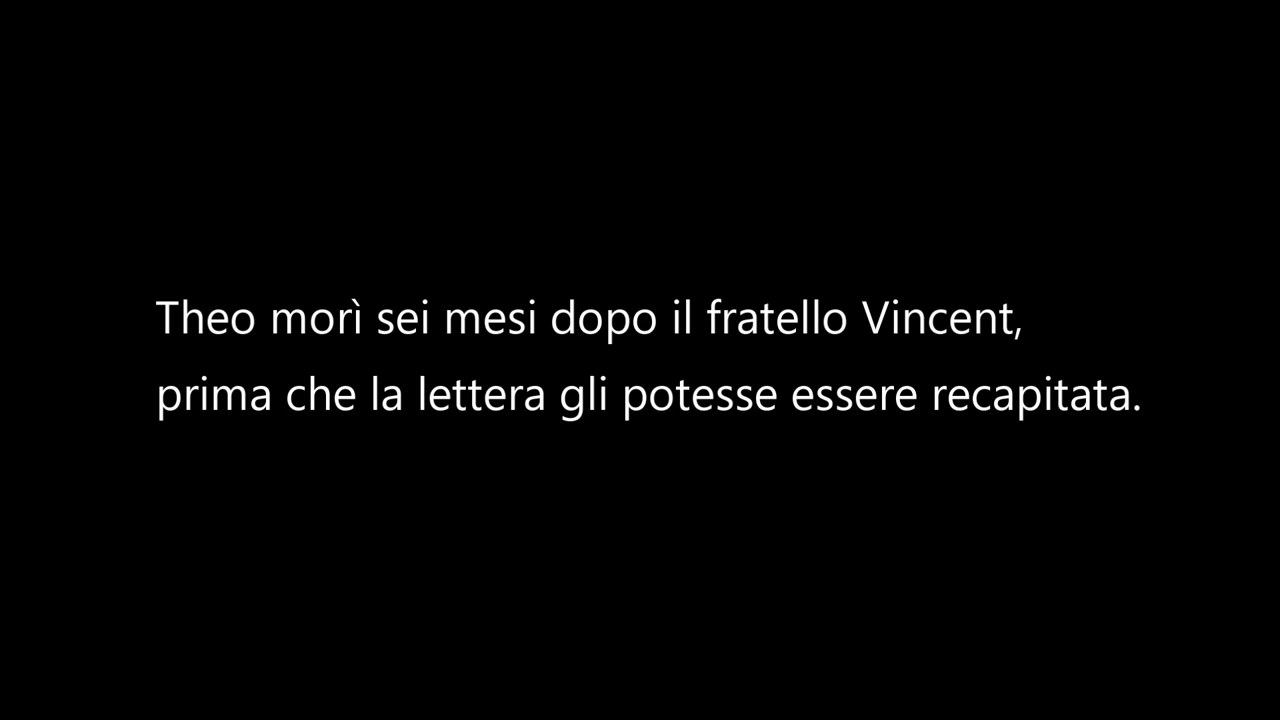 Theo morì sei mesi dopo il fratello Vincent,
prima che la lettera gli potesse essere recapitata.